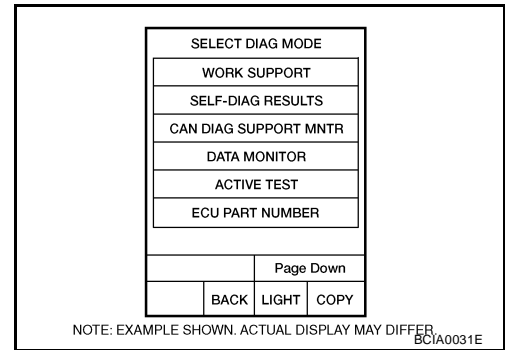 SELECT DIAG MODE
WORK SUPPORT
SELF-DIAG RESULTS
CAN DIAG SUPPORT MNTR
DATA MONITOR
ACTIVE TEST
ECU PART NUMBER
Page Down
BACK LIGHT COPY
NOTE: EXAMPLE SHOWN. ACTUAL DISPLAY MAY DIFFER.
BCIA0031E